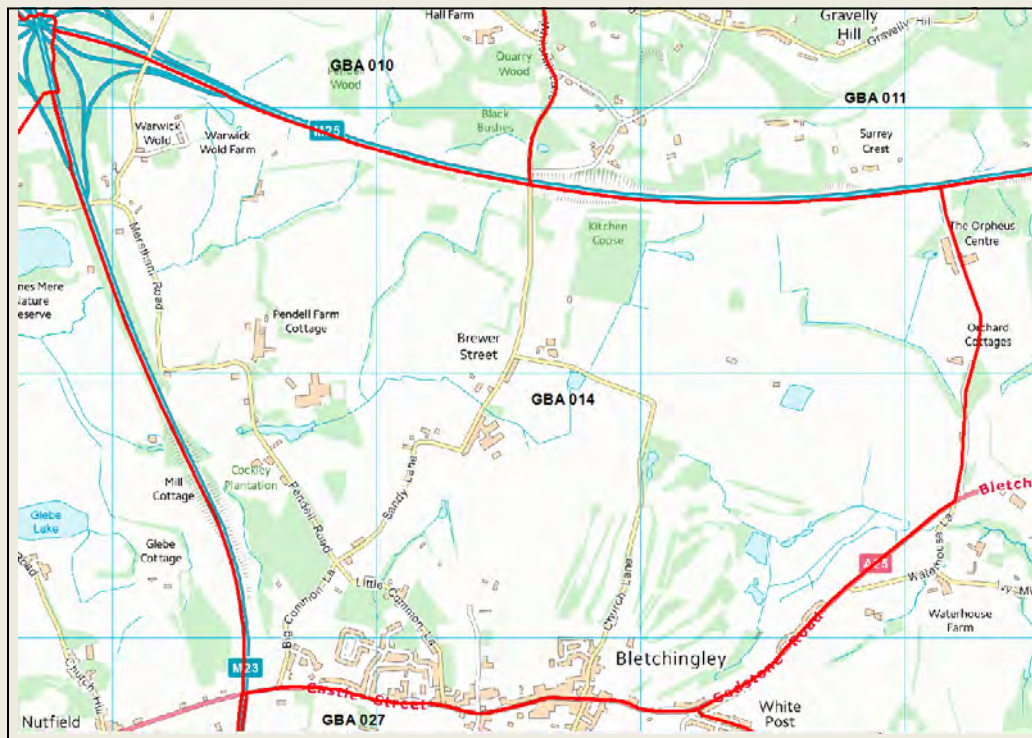 Hall Farm
Gravelly
Hill
Gravelly Hill
Quarry
Wood
GBA 010
Pendell
Wood
GBA 011
Black
Bushes
M25
Warwick
Wold
Warwick
Wold Farm
Surrey
Crest
Merstham Road
Kitchen
Copse
The Orpheus
Centre
nes Mere
Nature
eserve
Pendell Farm
Cottage
Orchard
Cottages
Brewer
Street
GBA 014
Cockley
Plantation
Sandy Lane
Mill
Cottage
Pendell Road
Bletch
Glebe
Lake
Glebe
Cottage
A25
Waterhouse La
Road
Big Common La
Little Common La
Church Lane
Ivy M
Waterhouse
Farm
Church Hill
M23
Bletchingley
Castle Street
Godstone Road
Nutfield
GBA 027
White
Post